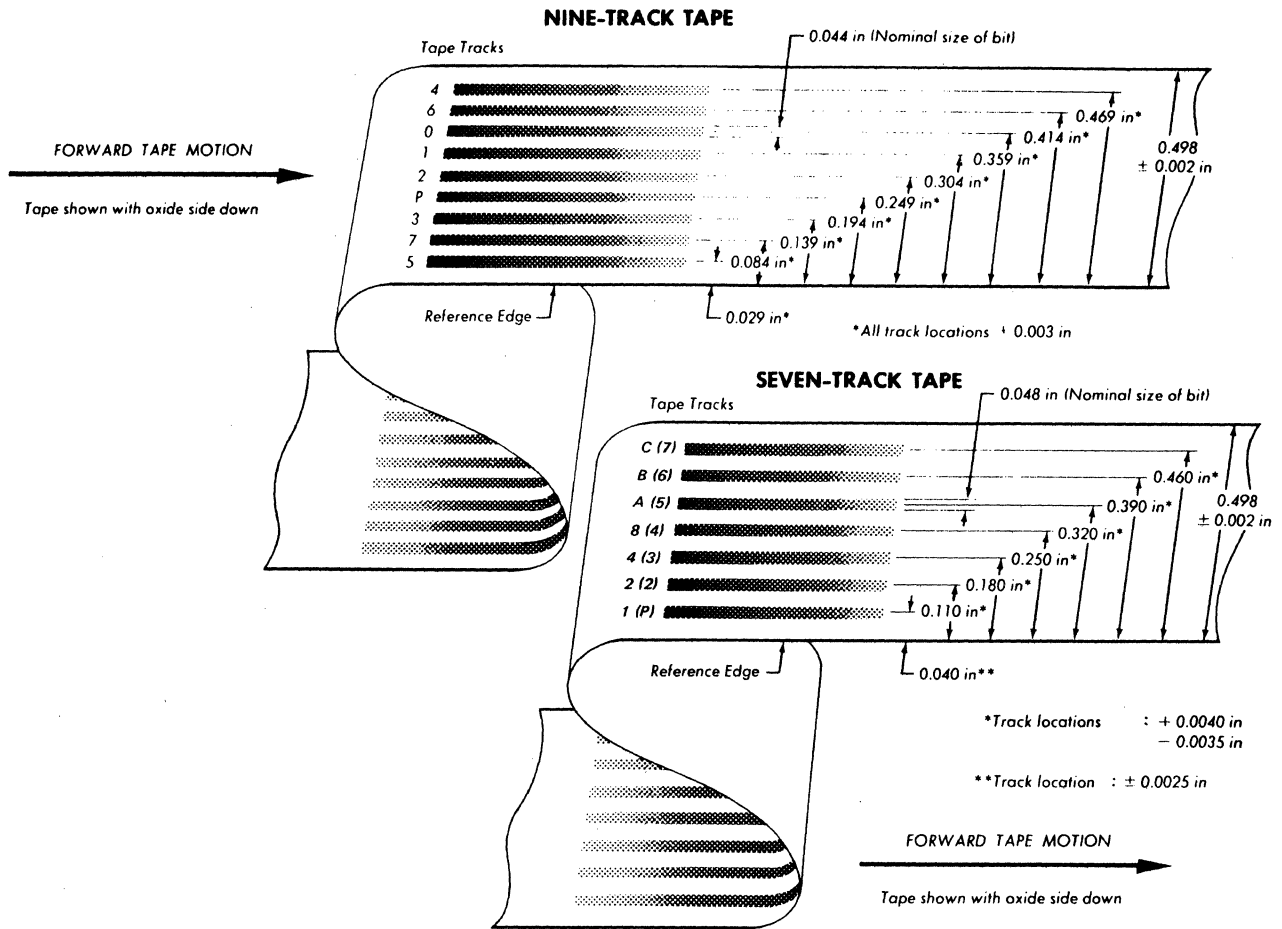 NINE-TRACK TAPE
Tape Tracks
0.044 in (Nominal size of bit)
4
6
0
1
2
P
3
7
5
0.469 in*
0.414 in*
0.359 in*
0.304 in*
0.249 in*
0.194 in*
0.139 in*
0.084 in*
0.498
± 0.002 in
FORWARD TAPE MOTION
Tape shown with oxide side down
Reference Edge
0.029 in*
*All track locations 0.003 in
SEVEN-TRACK TAPE
Tape Tracks
0.048 in (Nominal size of bit)
C (7)
B (6)
A (5)
8 (4)
4 (3)
2 (2)
1 (P)
0.460 in*
0.390 in*
0.320 in*
0.250 in*
0.180 in*
0.110 in*
0.498
± 0.002 in
Reference Edge
0.040 in**
*Track locations : + 0.0040 in
− 0.0035 in
**Track location : ± 0.0025 in
FORWARD TAPE MOTION
Tape shown with oxide side down